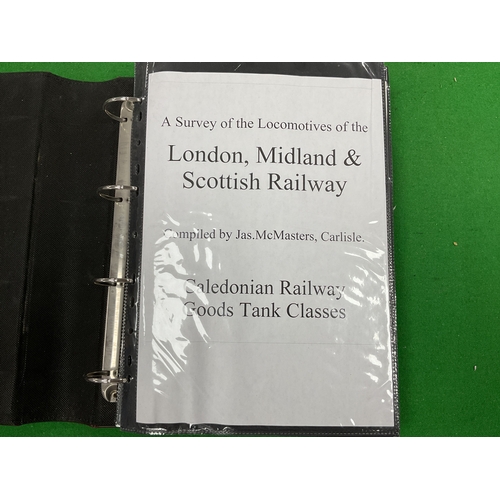 A Survey of the Locomotives of the
London, Midland &
Scottish Railway
Compiled by Jas.McMasters, Carlisle.
Caledonian Railway
Goods Tank Classes